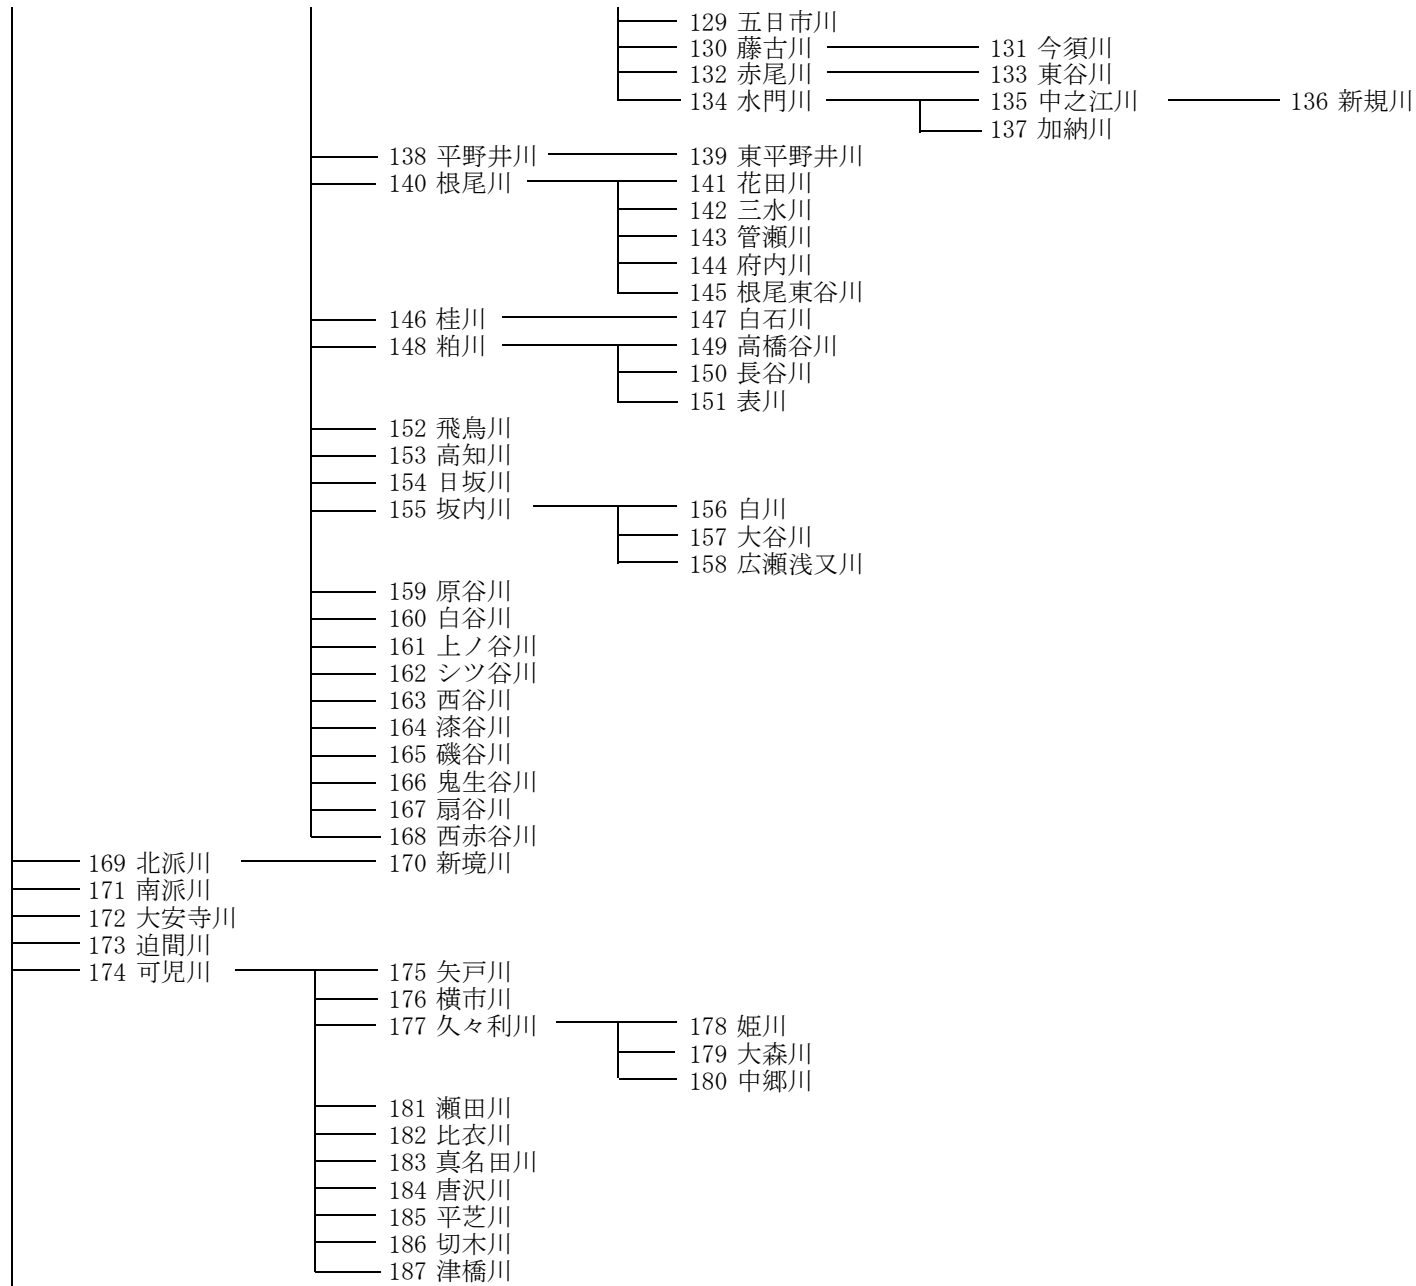 129 五日市川
130 藤古川 131 今須川
132 赤尾川 133 東谷川
134 水門川 135 中之江川 136 新規川
137 加納川
138 平野井川 139 東平野井川
140 根尾川 141 花田川
142 三水川
143 管瀬川
144 府内川
145 根尾東谷川
146 桂川 147 白石川
148 粕川 149 高橋谷川
150 長谷川
151 表川
152 飛鳥川
153 高知川
154 日坂川
155 坂内川 156 白川
157 大谷川
158 広瀬浅又川
159 原谷川
160 白谷川
161 上ノ谷川
162 シツ谷川
163 西谷川
164 漆谷川
165 磯谷川
166 鬼生谷川
167 扇谷川
168 西赤谷川
169 北派川 170 新境川
171 南派川
172 大安寺川
173 迫間川
174 可児川 175 矢戸川
176 横市川
177 久々利川 178 姫川
179 大森川
180 中郷川
181 瀬田川
182 比衣川
183 真名田川
184 唐沢川
185 平芝川
186 切木川
187 津橋川